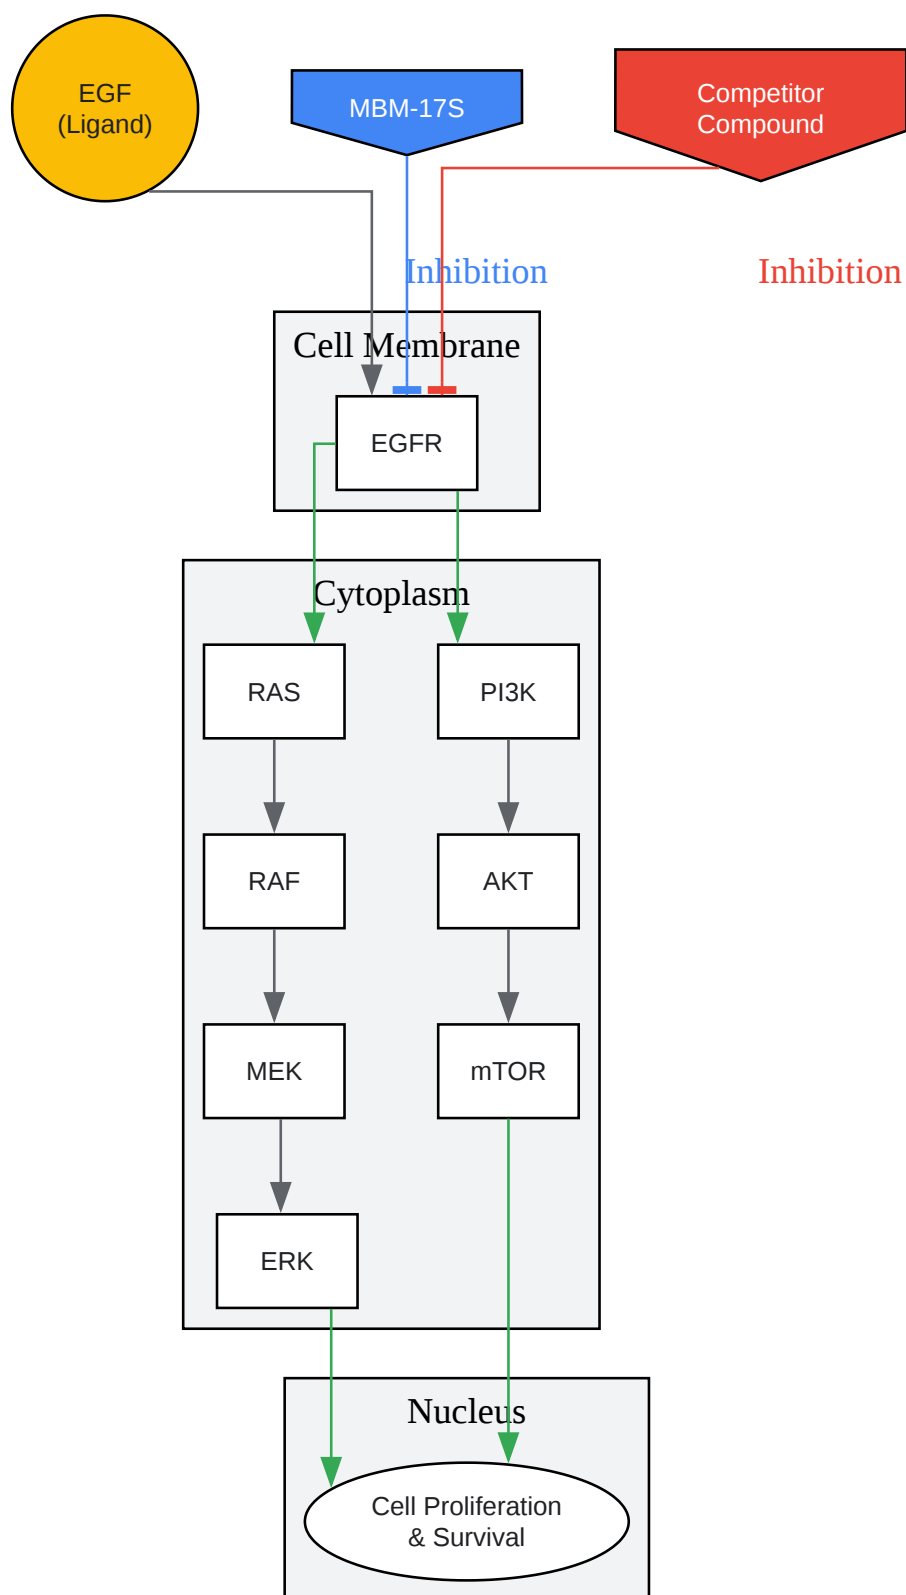 EGF
(Ligand)
MBM-17S
Competitor
Compound
Inhibition
Inhibition
Cell Membrane
EGFR
Cytoplasm
RAS
PI3K
RAF
AKT
MEK
mTOR
ERK
Nucleus
Cell Proliferation
& Survival